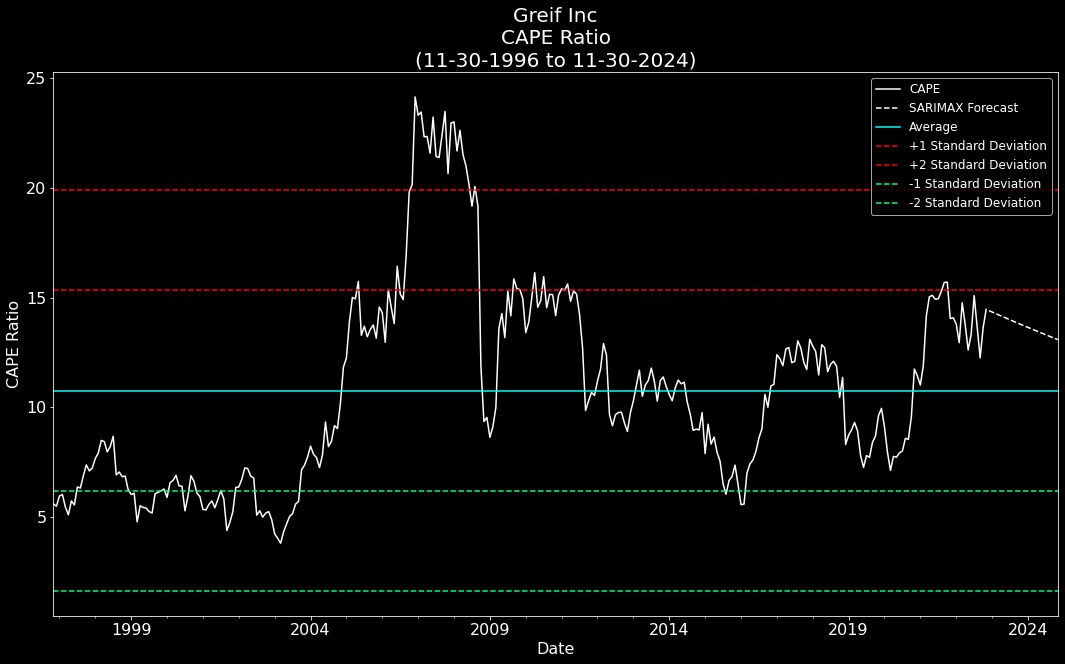 Greif Inc
CAPE Ratio
(11-30-1996 to 11-30-2024)
CAPE
SARIMAX Forecast
Average
+1 Standard Deviation
+2 Standard Deviation
-1 Standard Deviation
-2 Standard Deviation
CAPE Ratio
25
20
15
10
5
1999
2004
2009
2014
2019
2024
Date